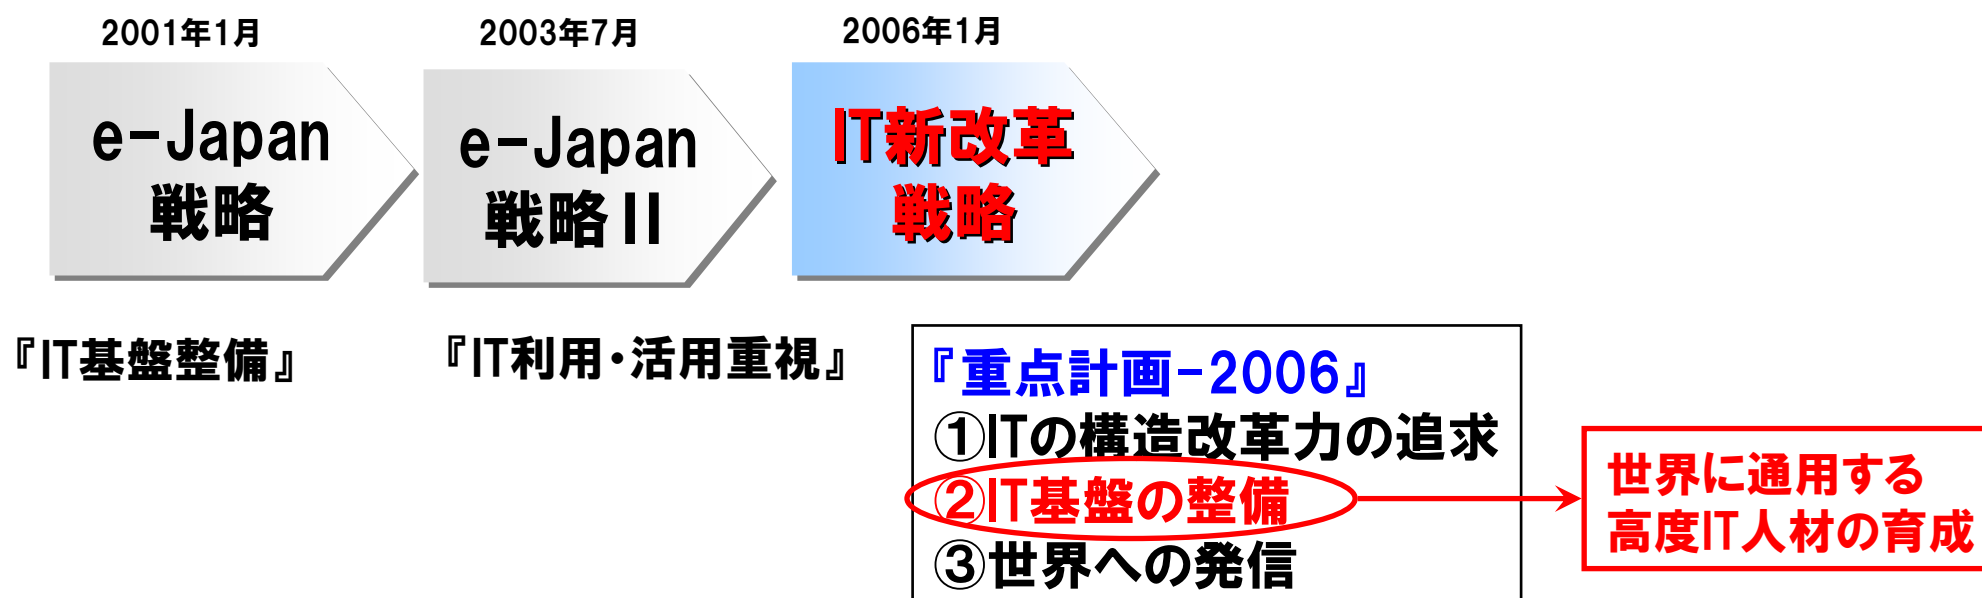 2001年1月
e-Japan
戦略
『IT基盤整備』
2003年7月
e-Japan
戦略II
『IT利用・活用重視』
2006年1月
IT新改革
戦略
『重点計画-2006』
①ITの構造改革力の追求
②IT基盤の整備
③世界への発信
世界に通用する
高度IT人材の育成